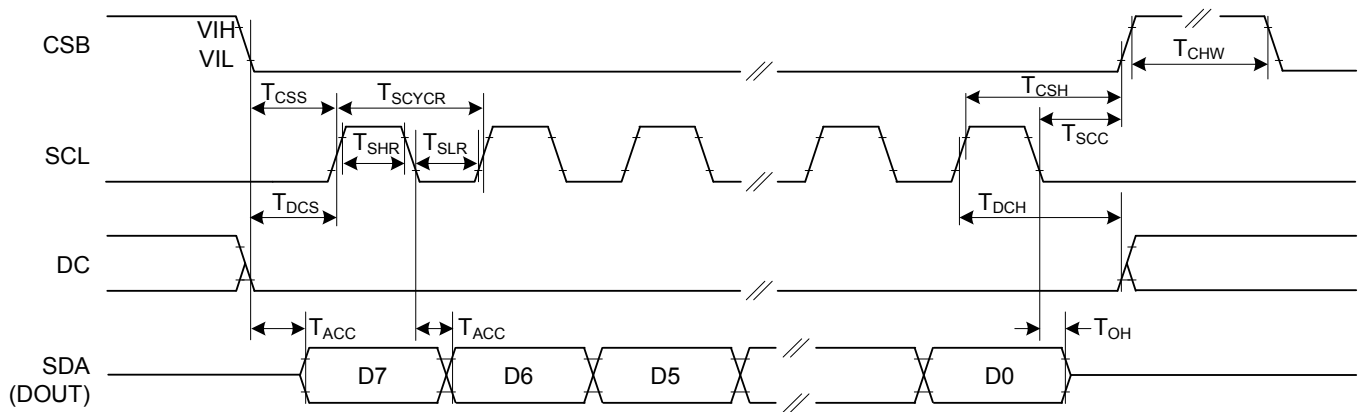 CSB
VIH
VIL
TCHW
TCSS
TSCYCR
TCSH
TSCC
SCL
TSHR
TSLR
TDCS
TDCH
DC
TACC
TACC
TOH
SDA
(DOUT)
D7
D6
D5
D0